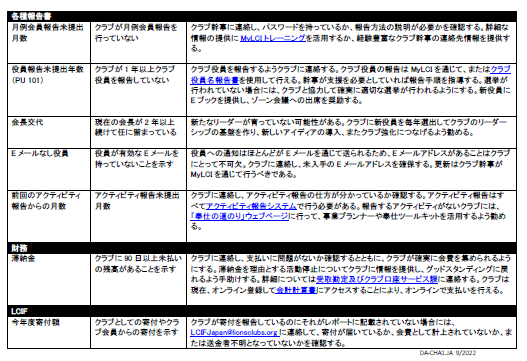 各種報告書
月例会員報告未提出 クラブが月例会員報告を クラブ幹事に連絡し、パスワードを持っているか、報告方法の説明が必要かを確認する。詳細な
月数 行っていない 情報の提供に MyLCI トレーニングを活用するか、経験豊富なクラブ幹事の連絡先情報を提供す
る。
役員報告未提出年数 クラブが 1 年以上クラブ クラブ役員を報告するようクラブに連絡する。クラブ役員の報告は MyLCI を通じて、またはクラブ
(PU 101) 役員を報告していない 役員名報告書を使用して行える。幹事が支援を必要としていれば報告手順を指導する。選挙が
行われていない場合には、クラブと協力して確実に適切な選挙が行われるようにする。新役員に
E ブックを提供し、ゾーン会議への出席を奨励する。
会長交代 現在の会長が 2 年以上 新たなリーダーが育っていない可能性がある。クラブに新役員を毎年選出してクラブのリーダー
続けて任に留まっている シップの基盤を作り、新しいアイディアの導入、またクラブ強化につなげるよう勧める。
E メールなし役員 役員が有効な E メールを 役員への通知はほとんどが E メールを通じて送られるため、E メールアドレスがあることはクラブ
持っていないことを示す にとって不可欠。クラブに連絡し、未入手の E メールアドレスを確保する。更新はクラブ幹事が
MyLCI を通じて行うべきである。
前回のアクティビティ アクティビティ報告未提出 クラブに連絡し、アクティビティ報告の仕方が分かっているか確認する。アクティビティ報告はす
報告からの月数 月数 べてアクティビティ報告システムで行う必要がある。報告するアクティビティがないクラブには、
「奉仕の道のり」ウェブページに行って、事業プランナーや奉仕ツールキットを活用するよう勧め
る。
財務
滞納金 クラブに 90 日以上未払い クラブに連絡し、支払いに問題がないか確認するとともに、クラブが確実に会費を集められるよう
の残高があることを示す にする。滞納金を理由とする活動停止についてクラブに情報を提供し、グッドスタンディングに戻
れるよう手助けする。詳細については受取勘定及びクラブ口座サービス課に連絡する。クラブは
現在、オンライン登録して会計計算書にアクセスすることにより、オンラインで支払いを行える。
LCIF
今年度寄付額 クラブとしての寄付やクラ クラブが寄付を報告しているのにそれがレポートに記載されていない場合には、
ブ会員からの寄付を示す LCIFJapan@lionsclubs.org に連絡して、寄付が届いているか、会費として計上されていないか、ま
たは送金者不明となっていないかを確認する。
DA-CHA1.JA 9/2022